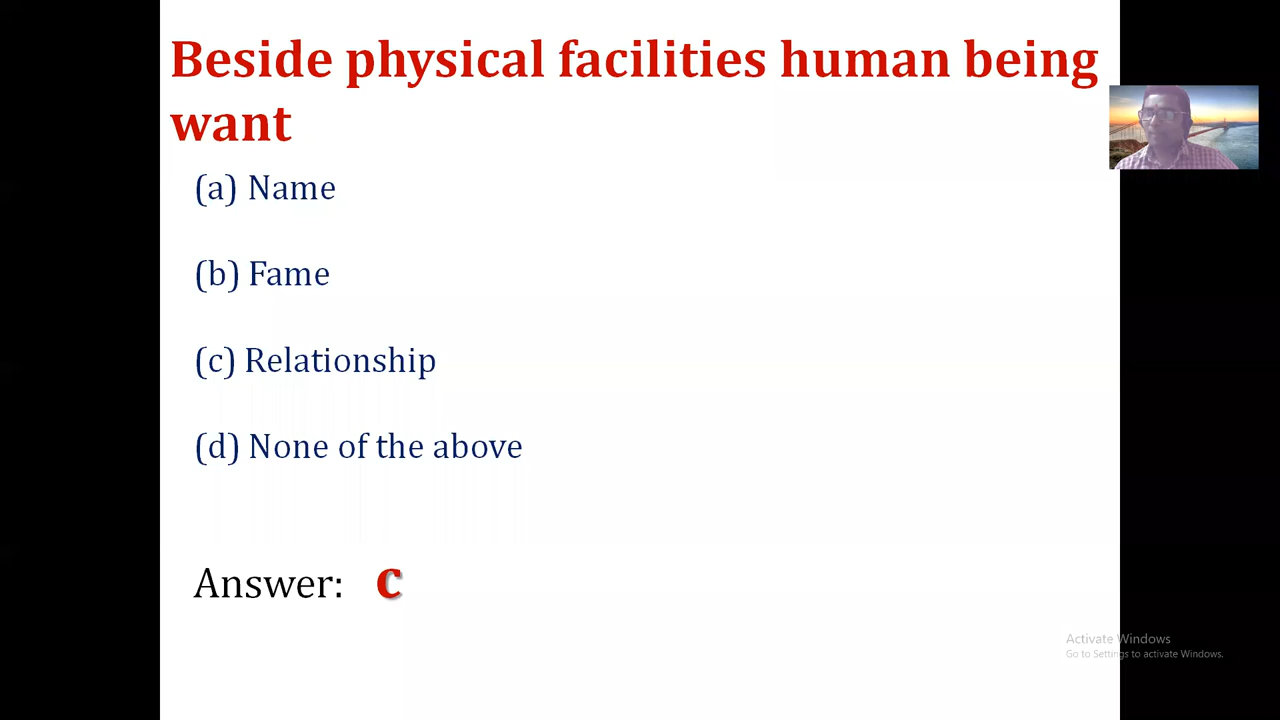 Beside physical facilities human being
want
(a) Name
(b) Fame
(c) Relationship
(d) None of the above
Answer: c
Activate Windows
Go to Settings to activate Windows.